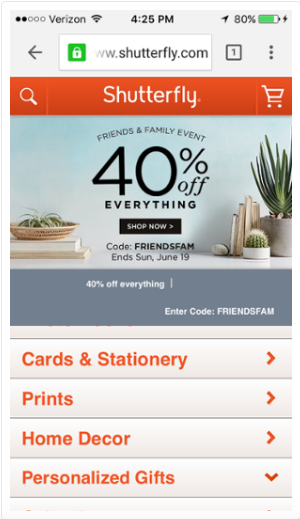 Verizon 4:25 PM 80%
ww.shutterfly.com 1
Shutterfly.
FRIENDS & FAMILY EVENT
40% off
EVERYTHING
SHOP NOW >
Code: FRIENDSFAM
Ends Sun, June 19
40% off everything |
Enter Code: FRIENDSFAM
Cards & Stationery
Prints
Home Decor
Personalized Gifts